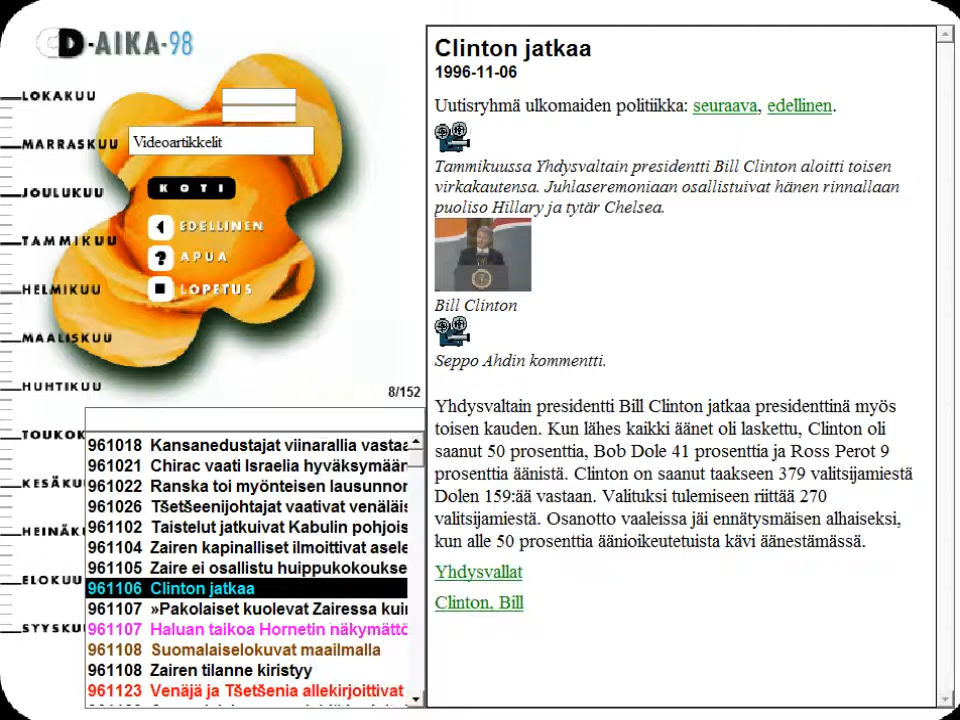 CD-AIKA-98
LOKAKUU
MARRASKUU
JOULUKUU
TAMMIKUU
HELMIKUU
MAALISKUU
HUHTIKUU
TOUKOK
KESÄKU
HEINÄK
ELOKUU
SYYSKU
Videoartikkelit
KOTI
EDELLINEN
APUA
LOPETUS
8/152
961018 Kansanedustajat viinarallia vastaa
961021 Chirac vaati Israelia hyväksymään
961022 Ranska toi myönteisen lausunnon
961026 Tšetšeenijohtajat vaativat venäläis
961102 Taistelut jatkuivat Kabulin pohjois
961104 Zairen kapinalliset ilmoittivat asele
961105 Zaire ei osallistu huippukokoukse
961106 Clinton jatkaa
961107 »Pakolaiset kuolevat Zairessa kuin
961107 Haluan taikoa Hornetin näkymättö
961108 Suomalaiselokuvat maailmalla
961108 Zairen tilanne kiristyy
961123 Venäjä ja Tšetšenia allekirjoittivat
Clinton jatkaa
1996-11-06
Uutisryhmä ulkomaiden politiikka: seuraava, edellinen.
Tammikuussa Yhdysvaltain presidentti Bill Clinton aloitti toisen
virkakautensa. Juhlaseremoniaan osallistuivat hänen rinnallaan
puoliso Hillary ja tytär Chelsea.
Bill Clinton
Seppo Ahdin kommentti.
Yhdysvaltain presidentti Bill Clinton jatkaa presidenttinä myös
toisen kauden. Kun lähes kaikki äänet oli laskettu, Clinton oli
saanut 50 prosenttia, Bob Dole 41 prosenttia ja Ross Perot 9
prosenttia äänistä. Clinton on saanut taakseen 379 valitsijamiestä
Dolen 159:ää vastaan. Valituksi tulemiseen riittää 270
valitsijamiestä. Osanotto vaaleissa jäi ennätysmäisen alhaiseksi,
kun alle 50 prosenttia äänioikeutetuista kävi äänestämässä.
Yhdysvallat
Clinton, Bill